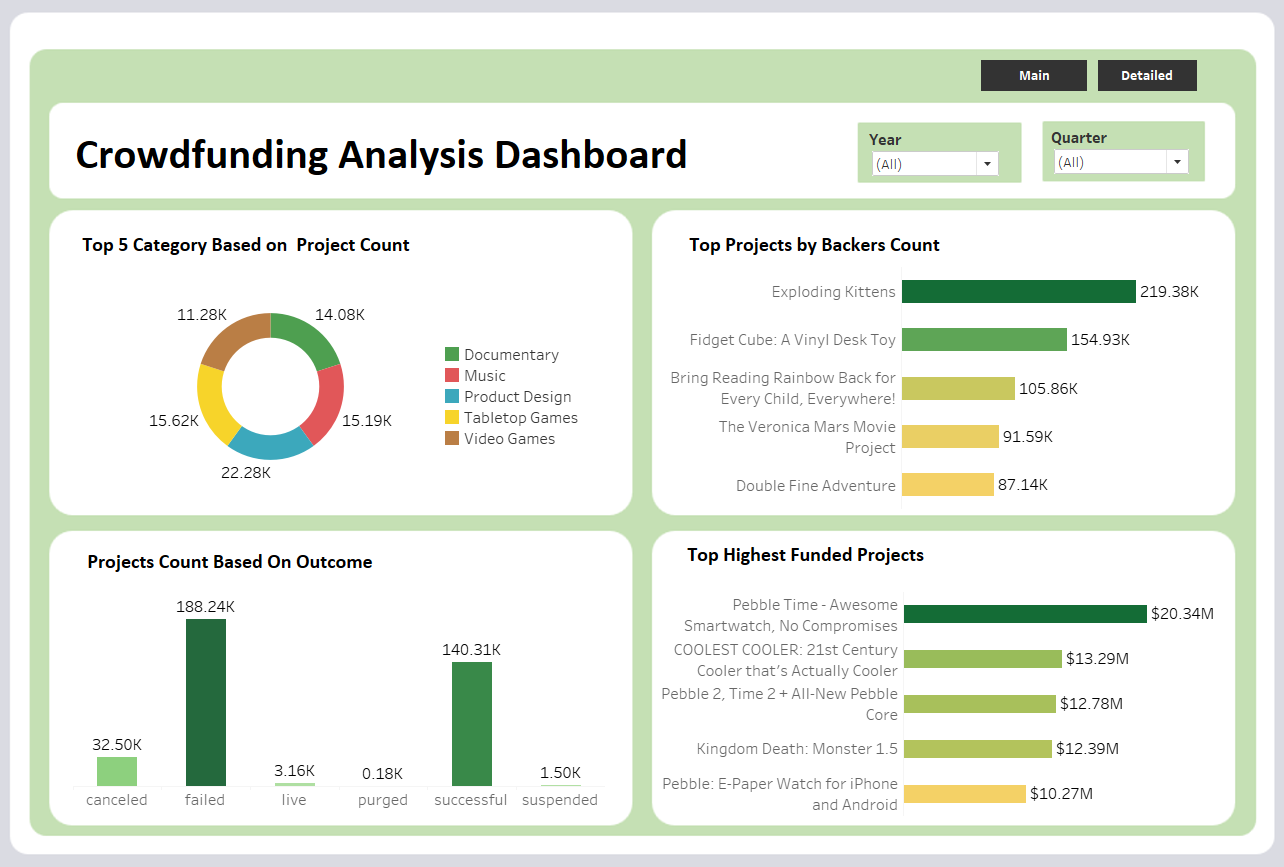 Main
Detailed
Crowdfunding Analysis Dashboard
Year
(All)
Quarter
(All)
Top 5 Category Based on  Project Count
11.28K
14.08K
15.62K
15.19K
22.28K
Documentary
Music
Product Design
Tabletop Games
Video Games
Top Projects by Backers Count
Exploding Kittens
219.38K
Fidget Cube: A Vinyl Desk Toy
154.93K
Bring Reading Rainbow Back for
Every Child, Everywhere!
105.86K
The Veronica Mars Movie
Project
91.59K
Double Fine Adventure
87.14K
Projects Count Based On Outcome
32.50K
188.24K
3.16K
0.18K
140.31K
1.50K
canceled
failed
live
purged
successful
suspended
Top Highest Funded Projects
Pebble Time - Awesome
Smartwatch, No Compromises
$20.34M
COOLEST COOLER: 21st Century
Cooler that's Actually Cooler
$13.29M
Pebble 2, Time 2 + All-New Pebble
Core
$12.78M
Kingdom Death: Monster 1.5
$12.39M
Pebble: E-Paper Watch for iPhone
and Android
$10.27M